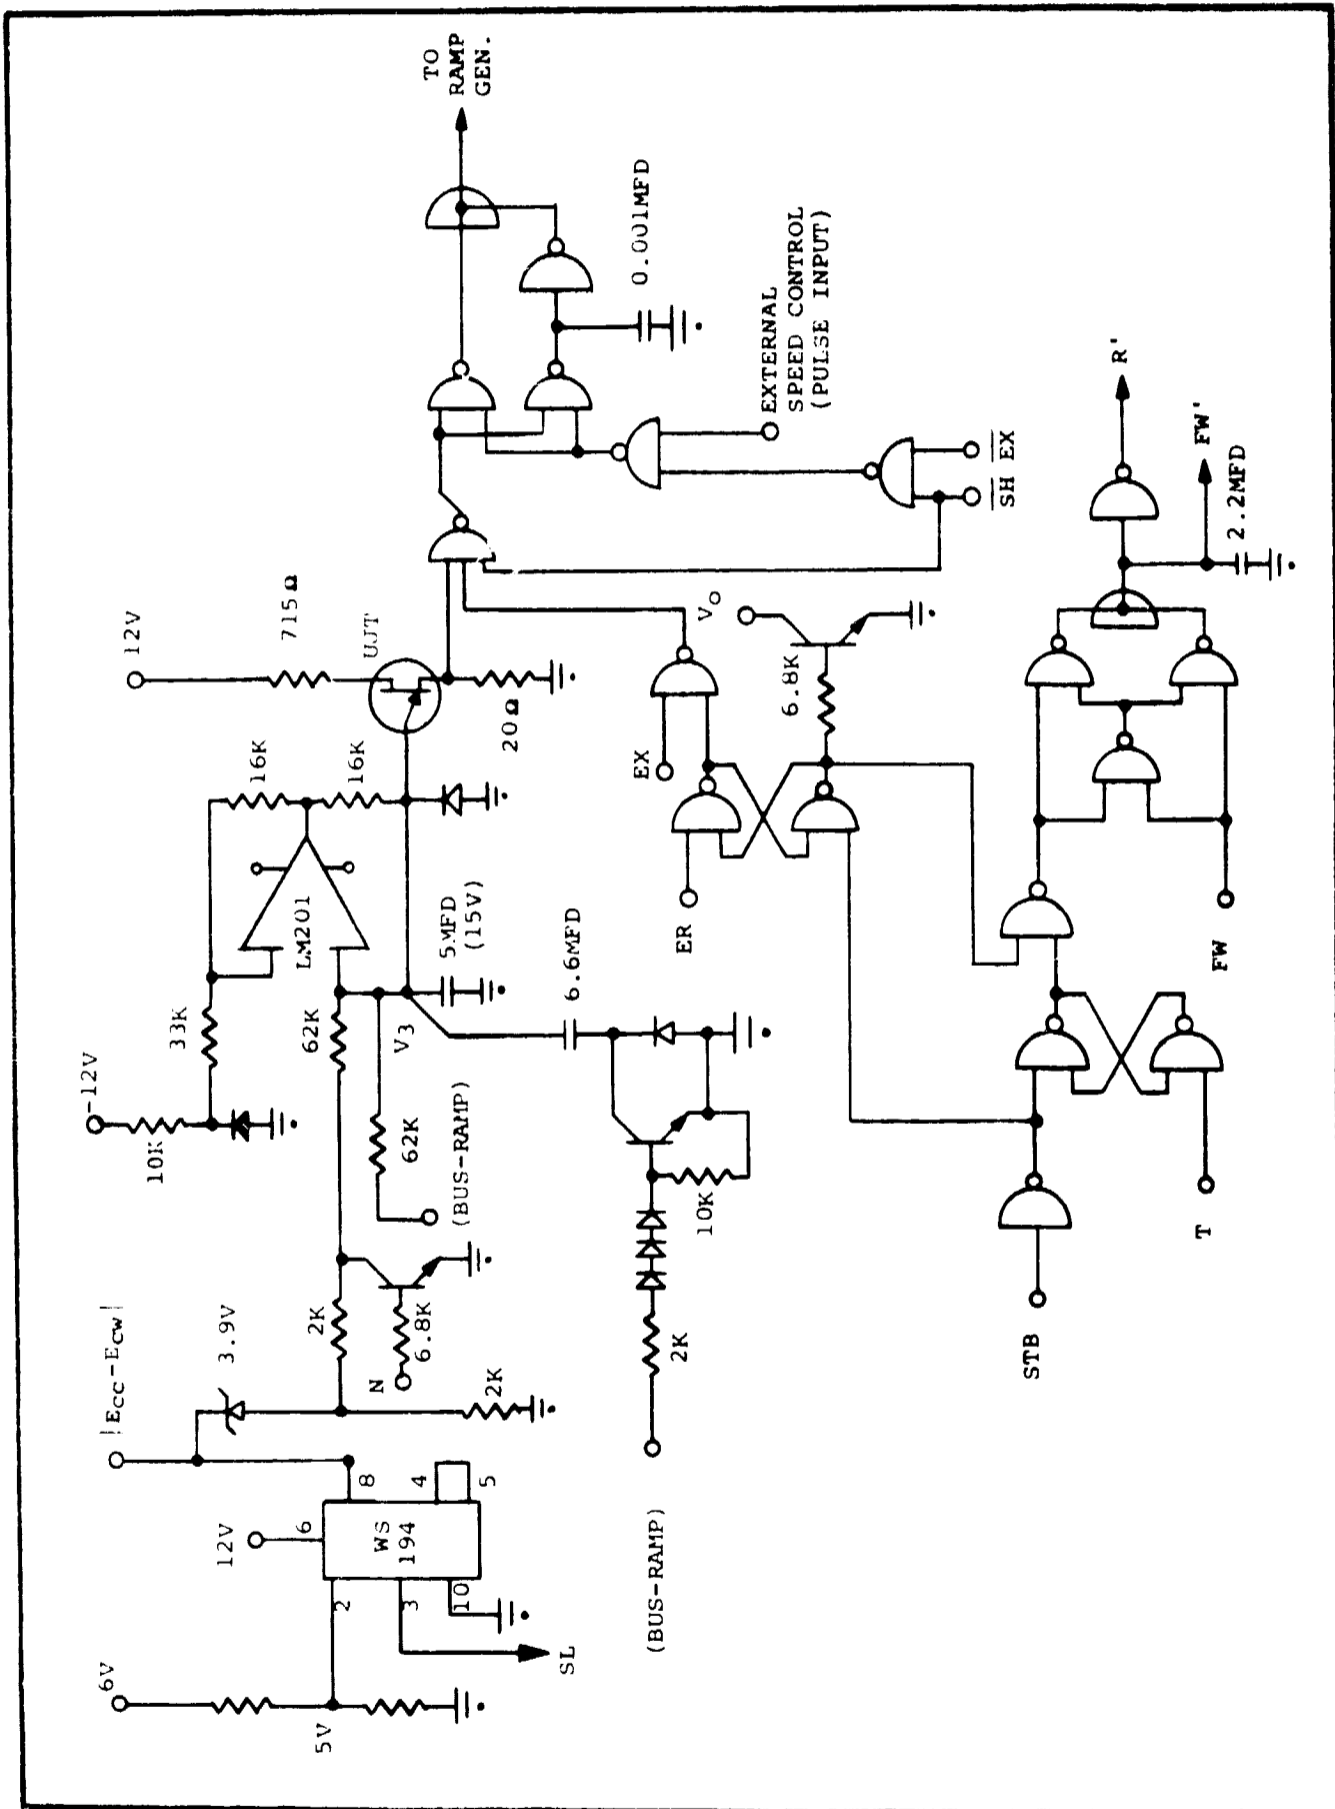 6V
5V
12V
2
3
10
6
WS
194
8
4
5
SL
|ECC-ECW|
3.9V
2K
2K
N
6.8K
-12V
10K
33K
62K
62K
(BUS-RAMP)
V3
LM201
5MFD
(15V)
16K
16K
12V
715Ω
UJT
20Ω
6.6MFD
(BUS-RAMP)
2K
10K
ER
EX
6.8K
VO
TO
RAMP
GEN.
0.001MFD
EXTERNAL
SPEED CONTROL
(PULSE INPUT)
SH
EX
STB
T
FW
R'
FW'
2.2MFD